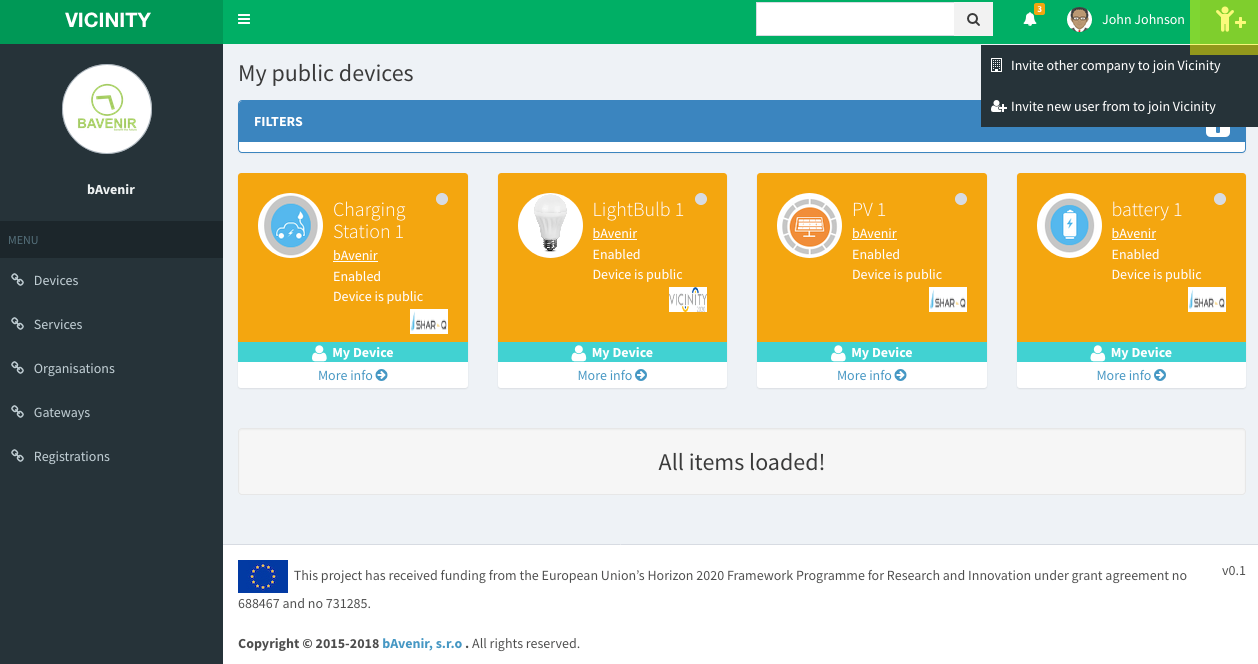 VICINITY
3
John Johnson
Invite other company to join Vicinity
Invite new user from to join Vicinity
BAVENIR
bAvenir
MENU
Devices
Services
Organisations
Gateways
Registrations
My public devices
FILTERS
Charging
Station 1
bAvenir
Enabled
Device is public
My Device
More info
LightBulb 1
bAvenir
Enabled
Device is public
VICINITY
My Device
More info
PV 1
bAvenir
Enabled
Device is public
My Device
More info
battery 1
bAvenir
Enabled
Device is public
My Device
More info
All items loaded!
This project has received funding from the European Union’s Horizon 2020 Framework Programme for Research and Innovation under grant agreement no
688467 and no 731285.
v0.1
Copyright © 2015-2018 bAvenir, s.r.o . All rights reserved.